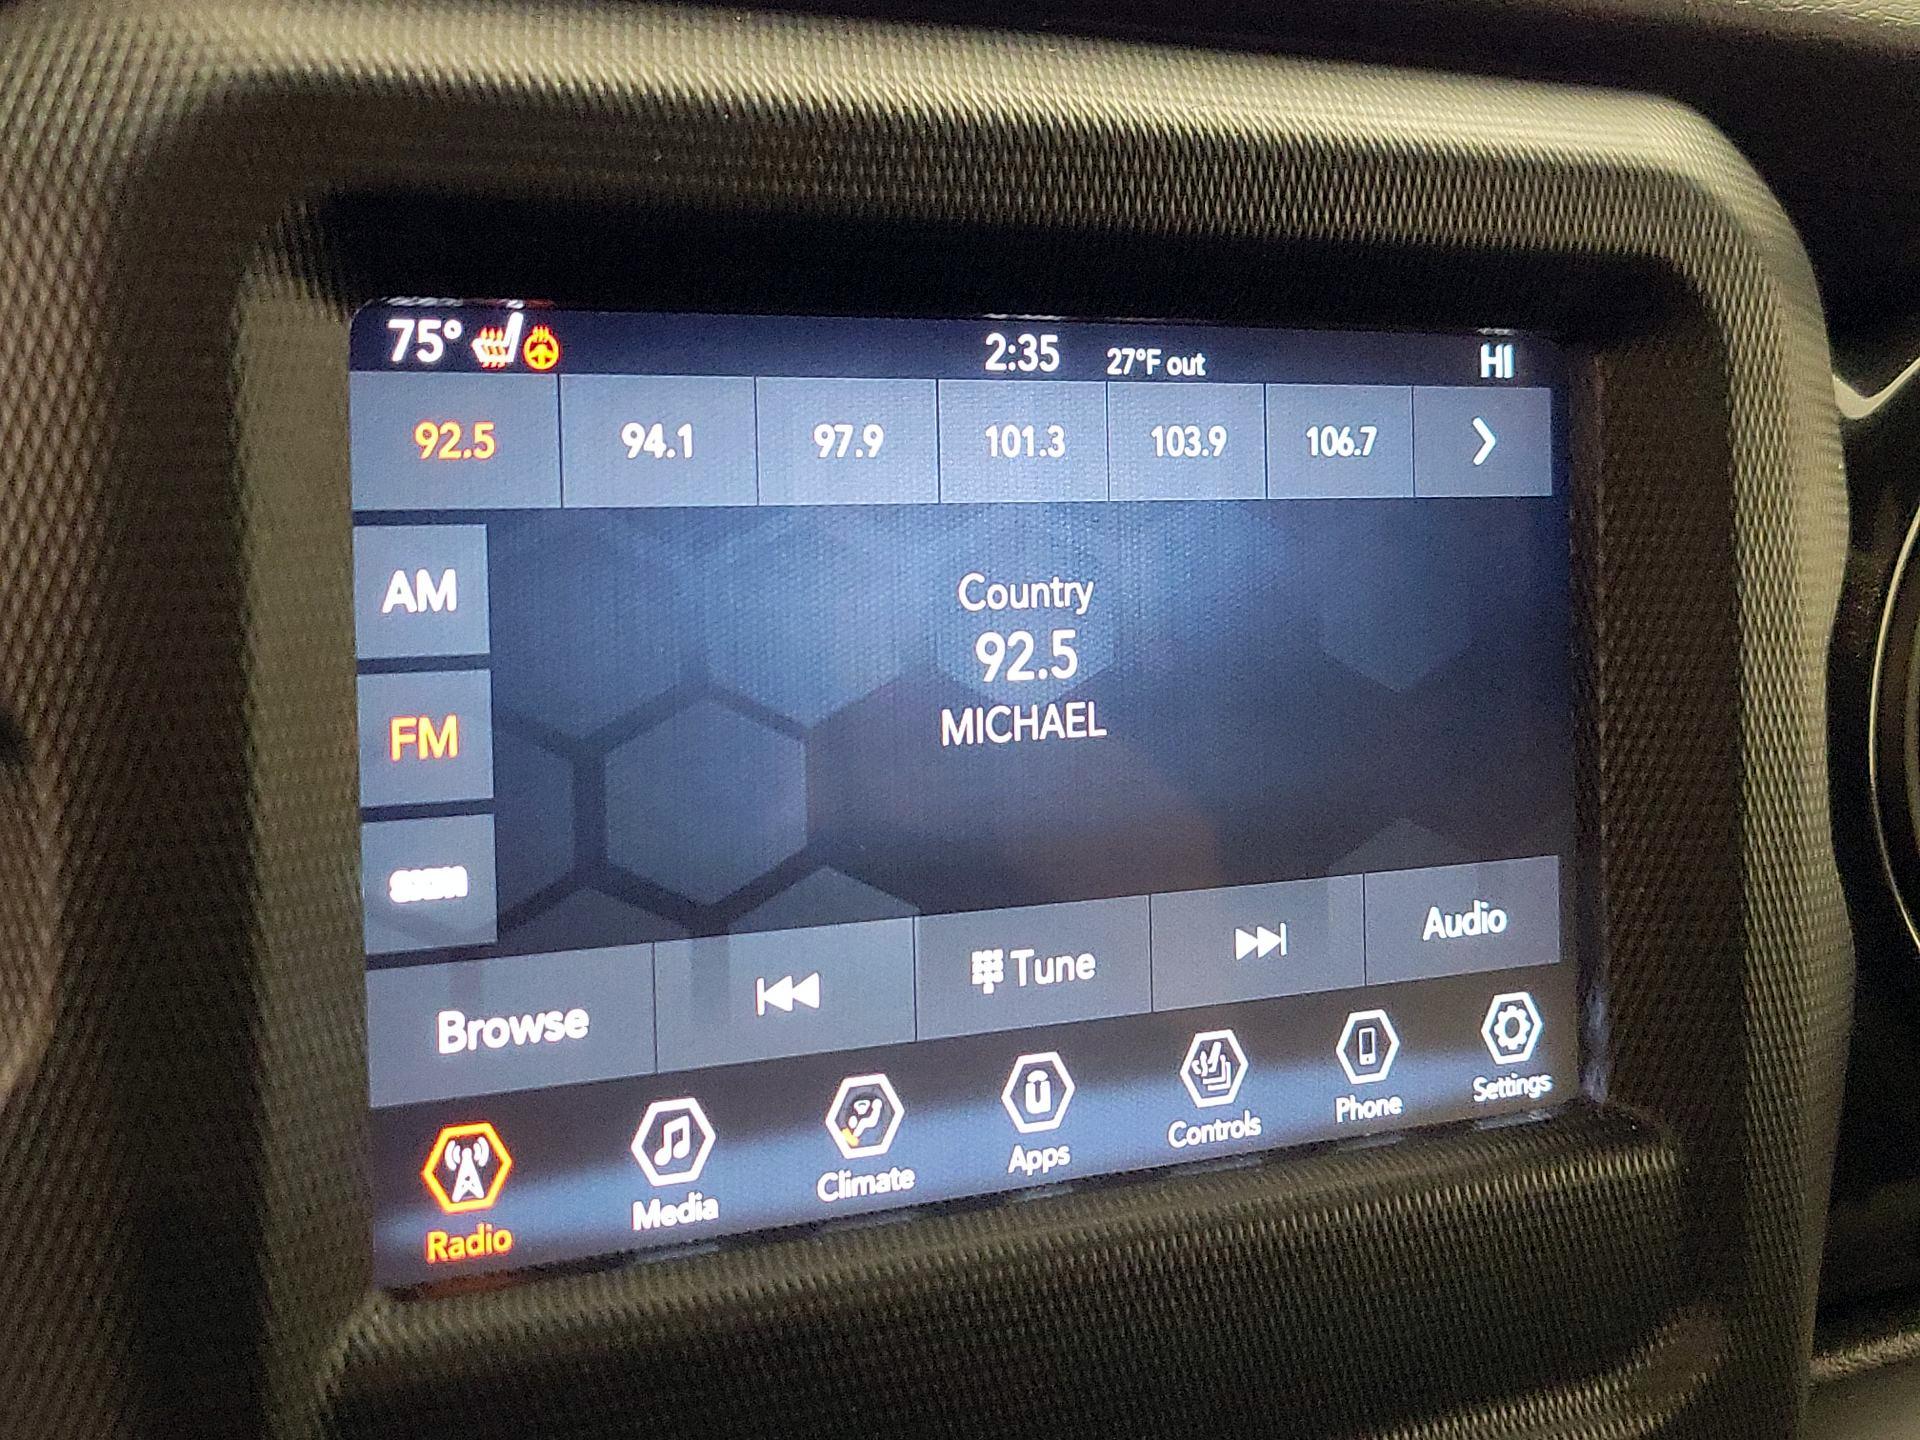 75° 2:35 27°F out HI
92.5 94.1 97.9 101.3 103.9 106.7
AM
FM
SXM
Country
92.5
MICHAEL
Browse Tune Audio
Radio Media Climate Apps Controls Phone Settings